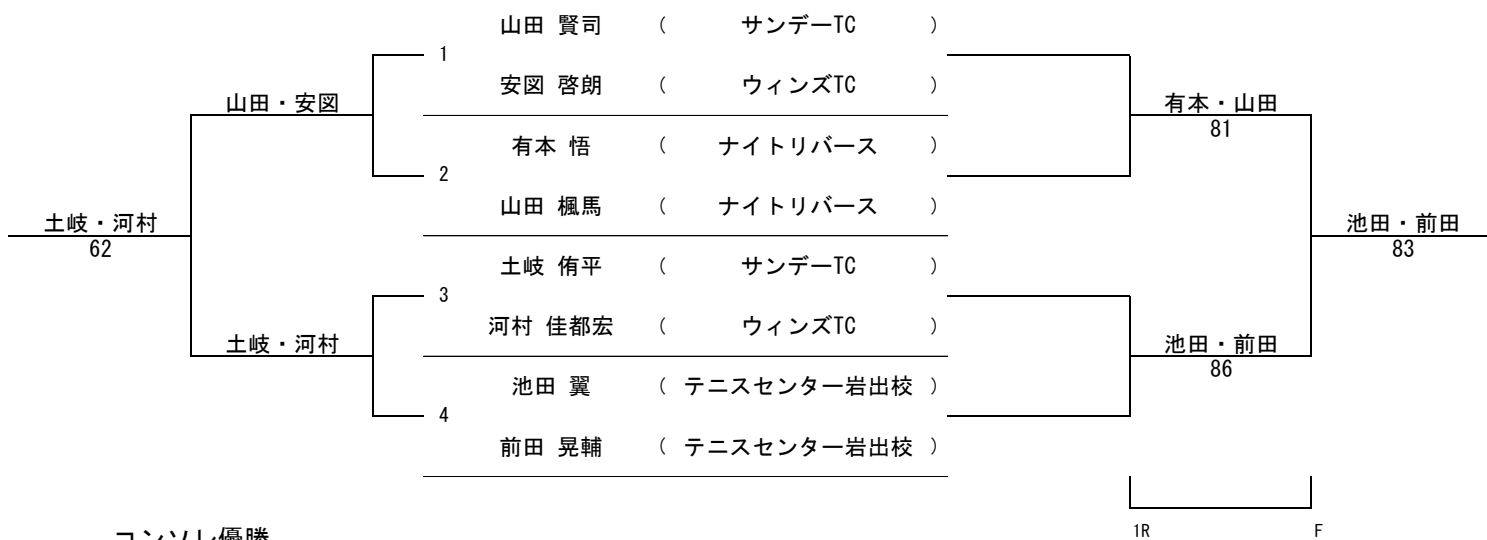 山田 賢司 ( サンデーTC )
1
安図 啓朗 ( ウィンズTC )
山田・安図
有本・山田
81
有本 悟 ( ナイトリバース )
2
山田 楓馬 ( ナイトリバース )
土岐・河村
62
池田・前田
83
土岐 侑平 ( サンデーTC )
3
河村 佳都宏 ( ウィンズTC )
土岐・河村
池田・前田
86
池田 翼 ( テニスセンター岩出校 )
4
前田 晃輔 ( テニスセンター岩出校 )
コンソレ優勝
1R F